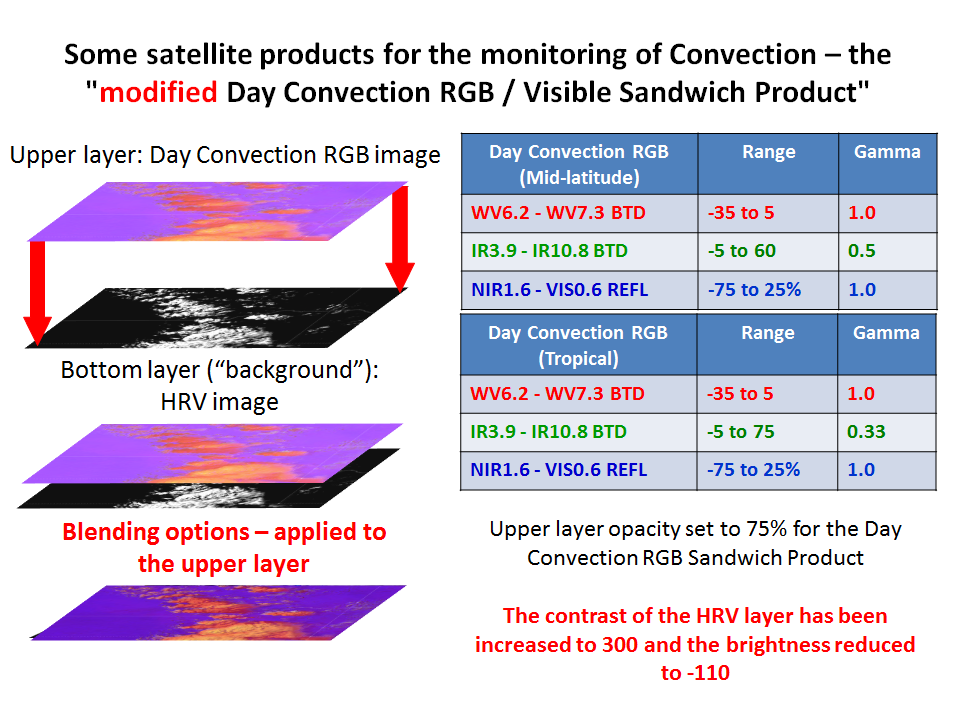 Some satellite products for the monitoring of Convection – the
"modified Day Convection RGB / Visible Sandwich Product"
Upper layer: Day Convection RGB image
Bottom layer (“background”):
HRV image
Blending options – applied to
the upper layer
Day Convection RGB (Mid-latitude) Range Gamma
WV6.2 - WV7.3 BTD -35 to 5 1.0
IR3.9 - IR10.8 BTD -5 to 60 0.5
NIR1.6 - VIS0.6 REFL -75 to 25% 1.0
Day Convection RGB (Tropical) Range Gamma
WV6.2 - WV7.3 BTD -35 to 5 1.0
IR3.9 - IR10.8 BTD -5 to 75 0.33
NIR1.6 - VIS0.6 REFL -75 to 25% 1.0
Upper layer opacity set to 75% for the Day
Convection RGB Sandwich Product
The contrast of the HRV layer has been
increased to 300 and the brightness reduced
to -110